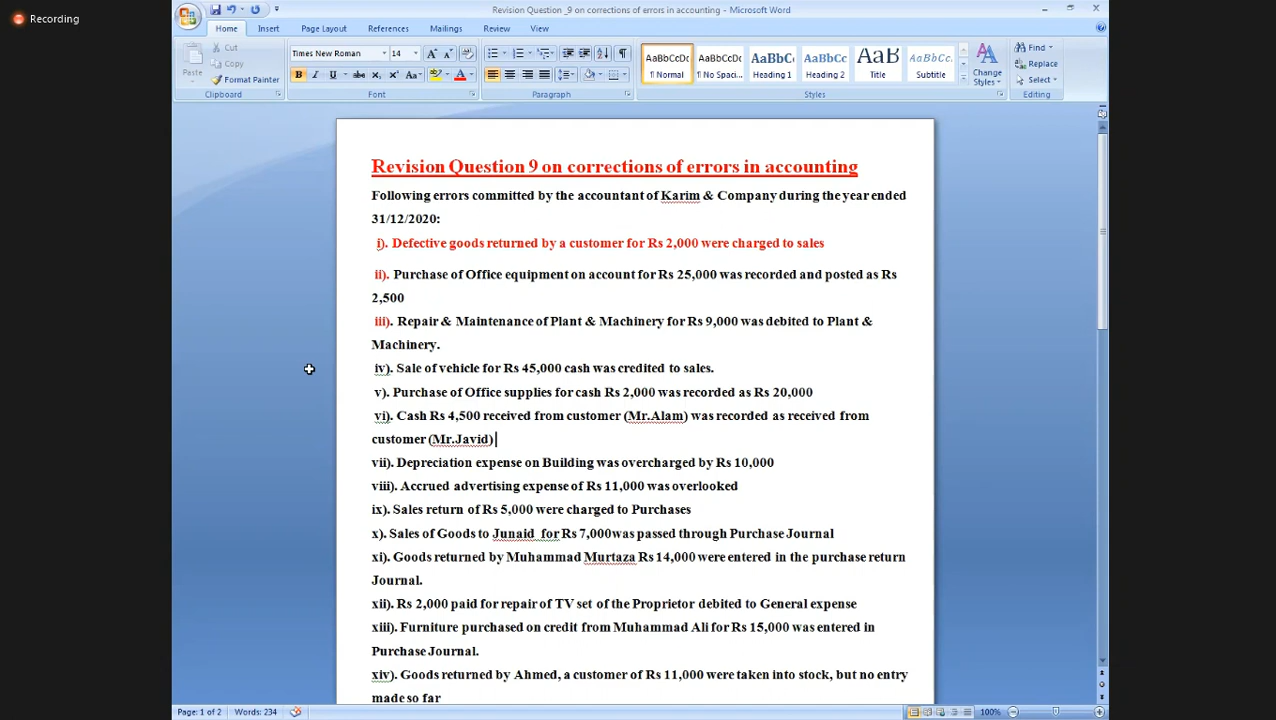 Recording
Revision Question _9 on corrections of errors in accounting - Microsoft Word
Home Insert Page Layout References Mailings Review View
Cut
Copy
Paste
Format Painter
Clipboard
Times New Roman 14
Font
Paragraph
AaBbCcDc AaBbCcDc AaBbC AaBbCc AaB AaBbCc.
¶ Normal ¶ No Spaci... Heading 1 Heading 2 Title Subtitle
Change
Styles
Styles
Find
Replace
Select
Editing
Revision Question 9 on corrections of errors in accounting
Following errors committed by the accountant of Karim & Company during the year ended
31/12/2020:
i). Defective goods returned by a customer for Rs 2,000 were charged to sales
ii). Purchase of Office equipment on account for Rs 25,000 was recorded and posted as Rs
2,500
iii). Repair & Maintenance of Plant & Machinery for Rs 9,000 was debited to Plant &
Machinery.
iv). Sale of vehicle for Rs 45,000 cash was credited to sales.
v). Purchase of Office supplies for cash Rs 2,000 was recorded as Rs 20,000
vi). Cash Rs 4,500 received from customer (Mr.Alam) was recorded as received from
customer (Mr.Javid)
vii). Depreciation expense on Building was overcharged by Rs 10,000
viii). Accrued advertising expense of Rs 11,000 was overlooked
ix). Sales return of Rs 5,000 were charged to Purchases
x). Sales of Goods to Junaid for Rs 7,000was passed through Purchase Journal
xi). Goods returned by Muhammad Murtaza Rs 14,000 were entered in the purchase return
Journal.
xii). Rs 2,000 paid for repair of TV set of the Proprietor debited to General expense
xiii). Furniture purchased on credit from Muhammad Ali for Rs 15,000 was entered in
Purchase Journal.
xiv). Goods returned by Ahmed, a customer of Rs 11,000 were taken into stock, but no entry
made so far
Page: 1 of 2 Words: 234 100%